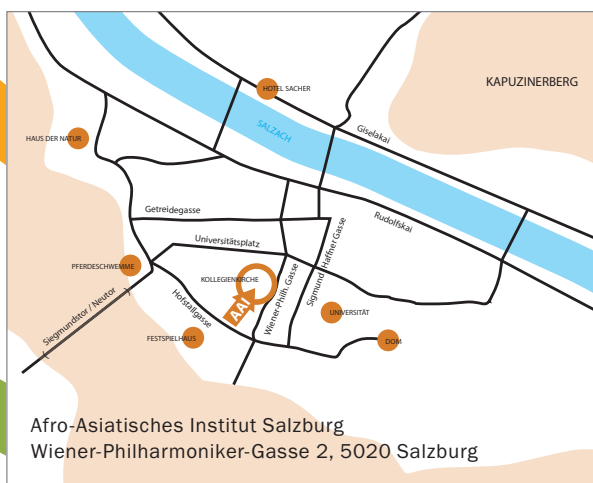 HOTEL SACHER
KAPUZINERBERG
SALZACH
Giselakai
HAUS DER NATUR
Getreidegasse
Rudolfskai
Universitätsplatz
Sigmund Haffner Gasse
PFERDESCHWEMME
KOLLEGIENKIRCHE
Wiener-Philh. Gasse
AAI
Hofstallgasse
Siegmundstor / Neutor
UNIVERSITÄT
FESTSPIELHAUS
DOM
Afro-Asiatisches Institut Salzburg
Wiener-Philharmoniker-Gasse 2, 5020 Salzburg